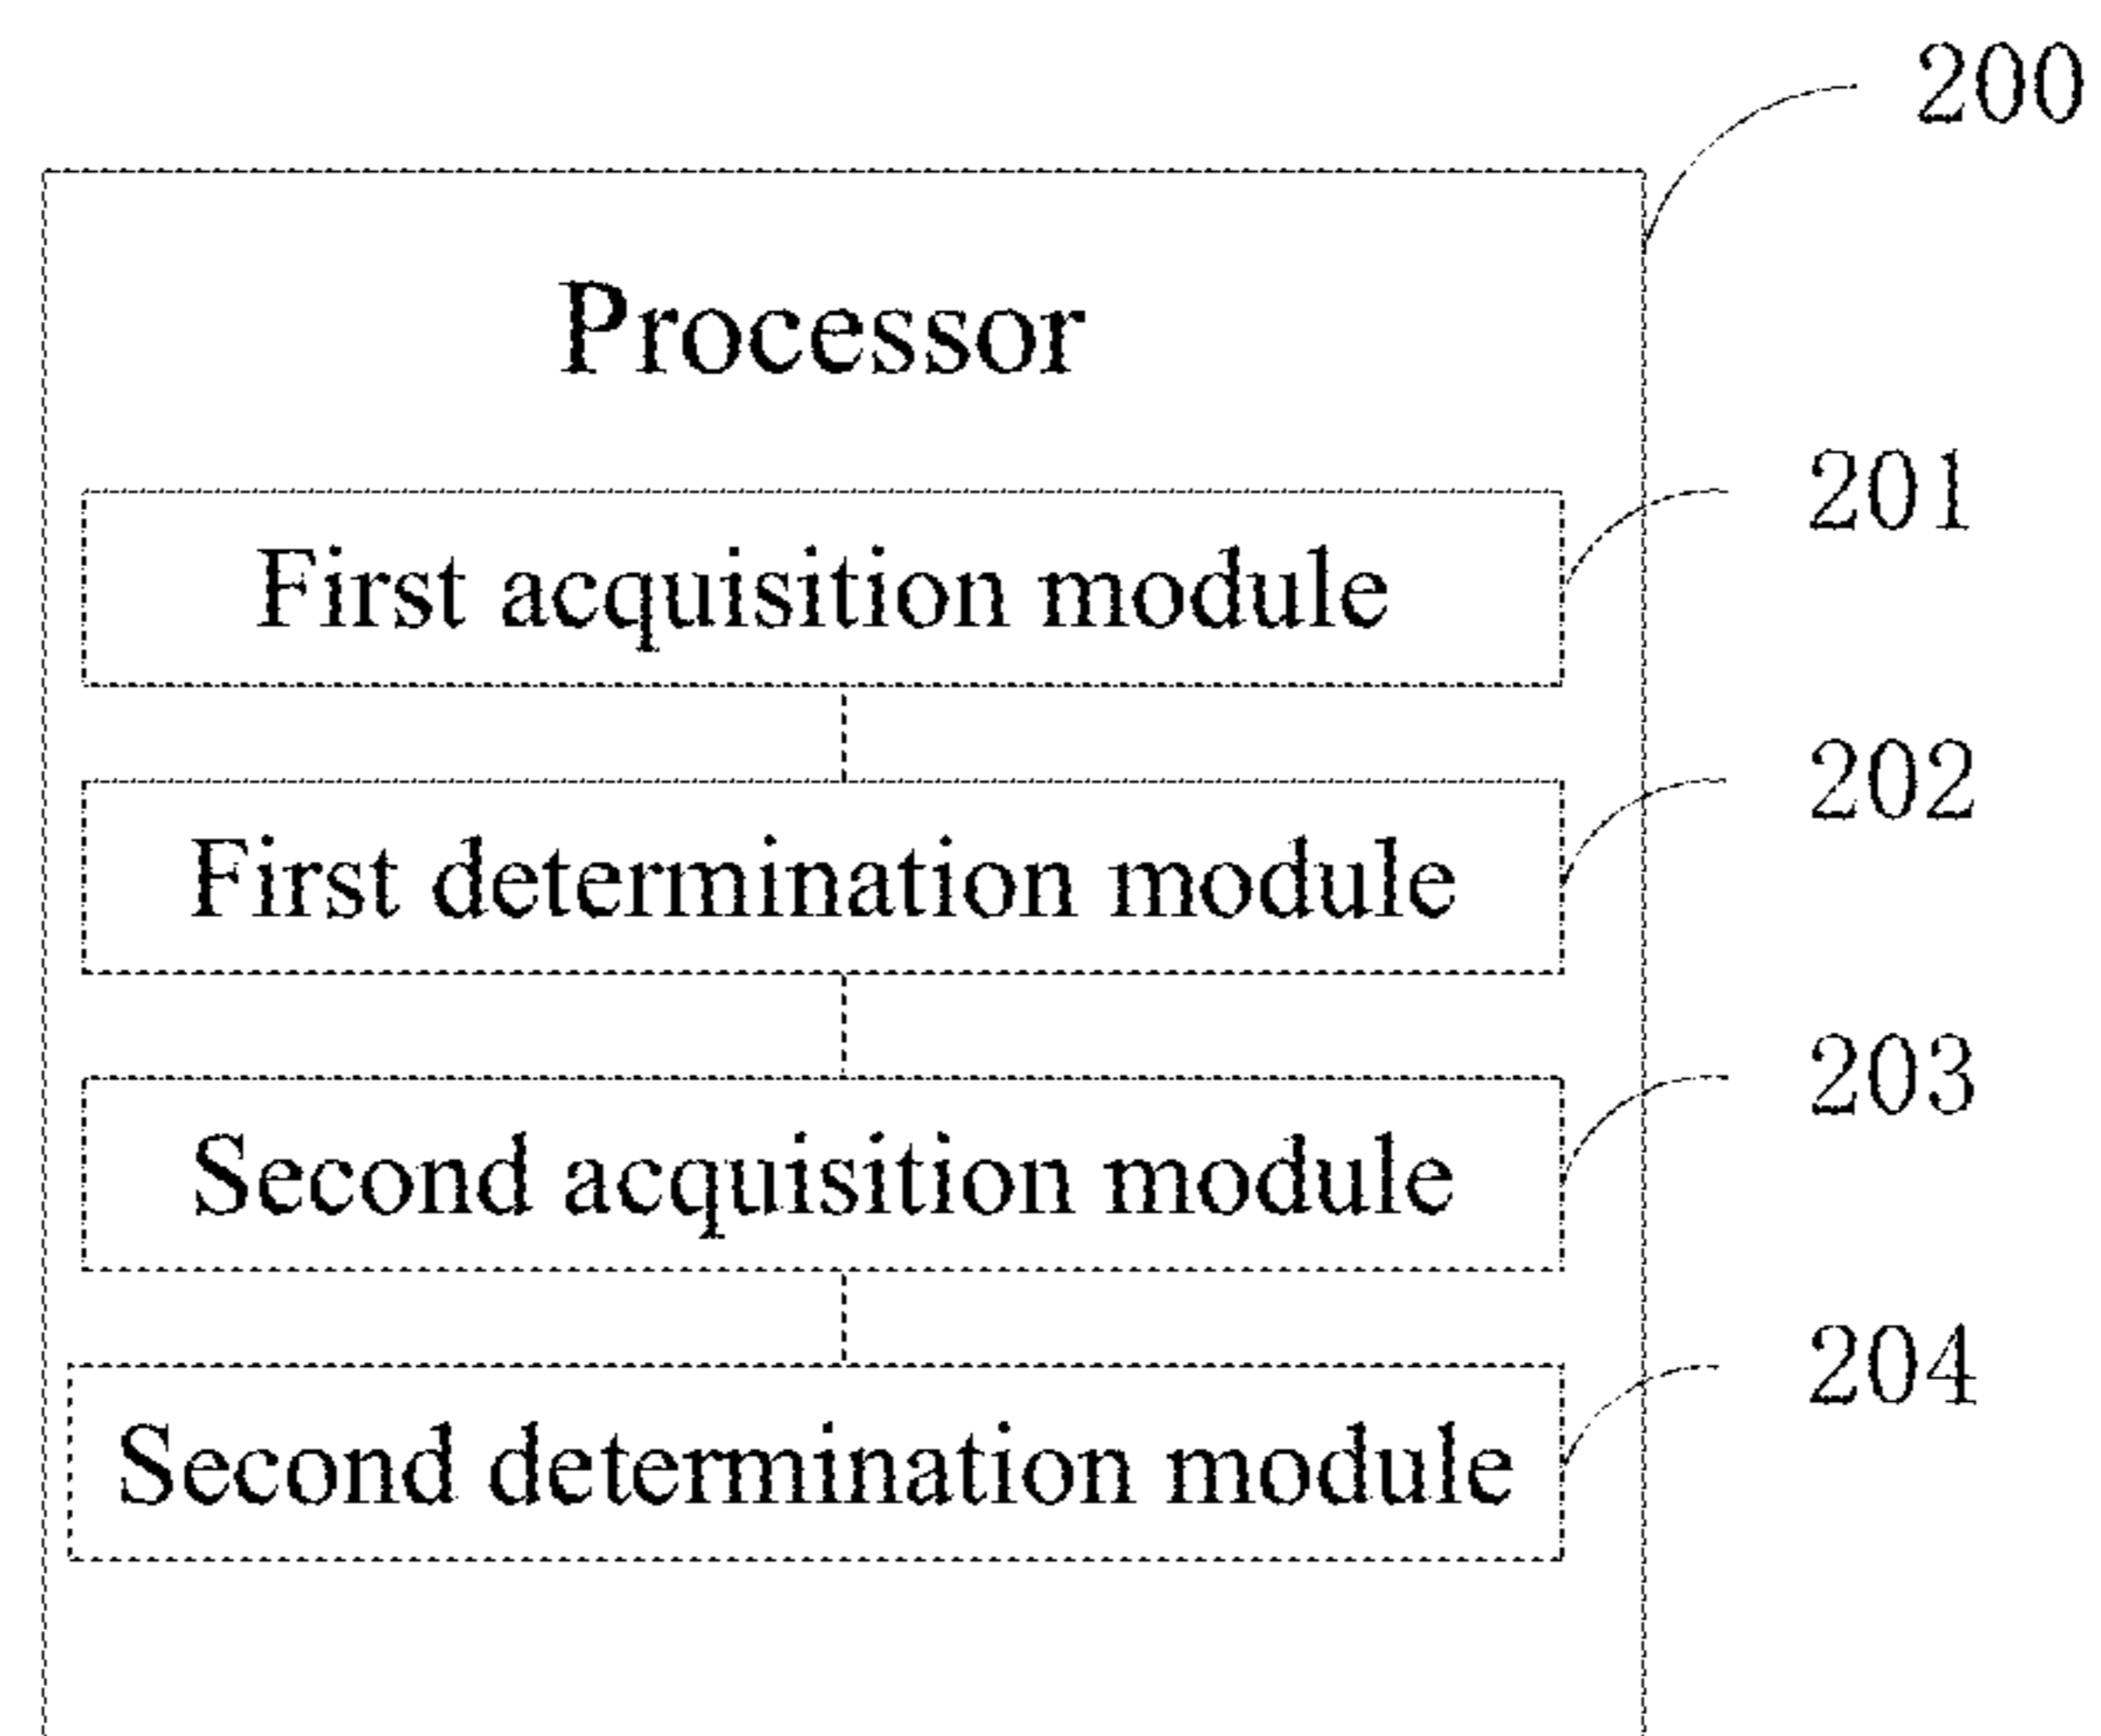 200
Processor
201
First acquisition module
202
First determination module
203
Second acquisition module
204
Second determination module